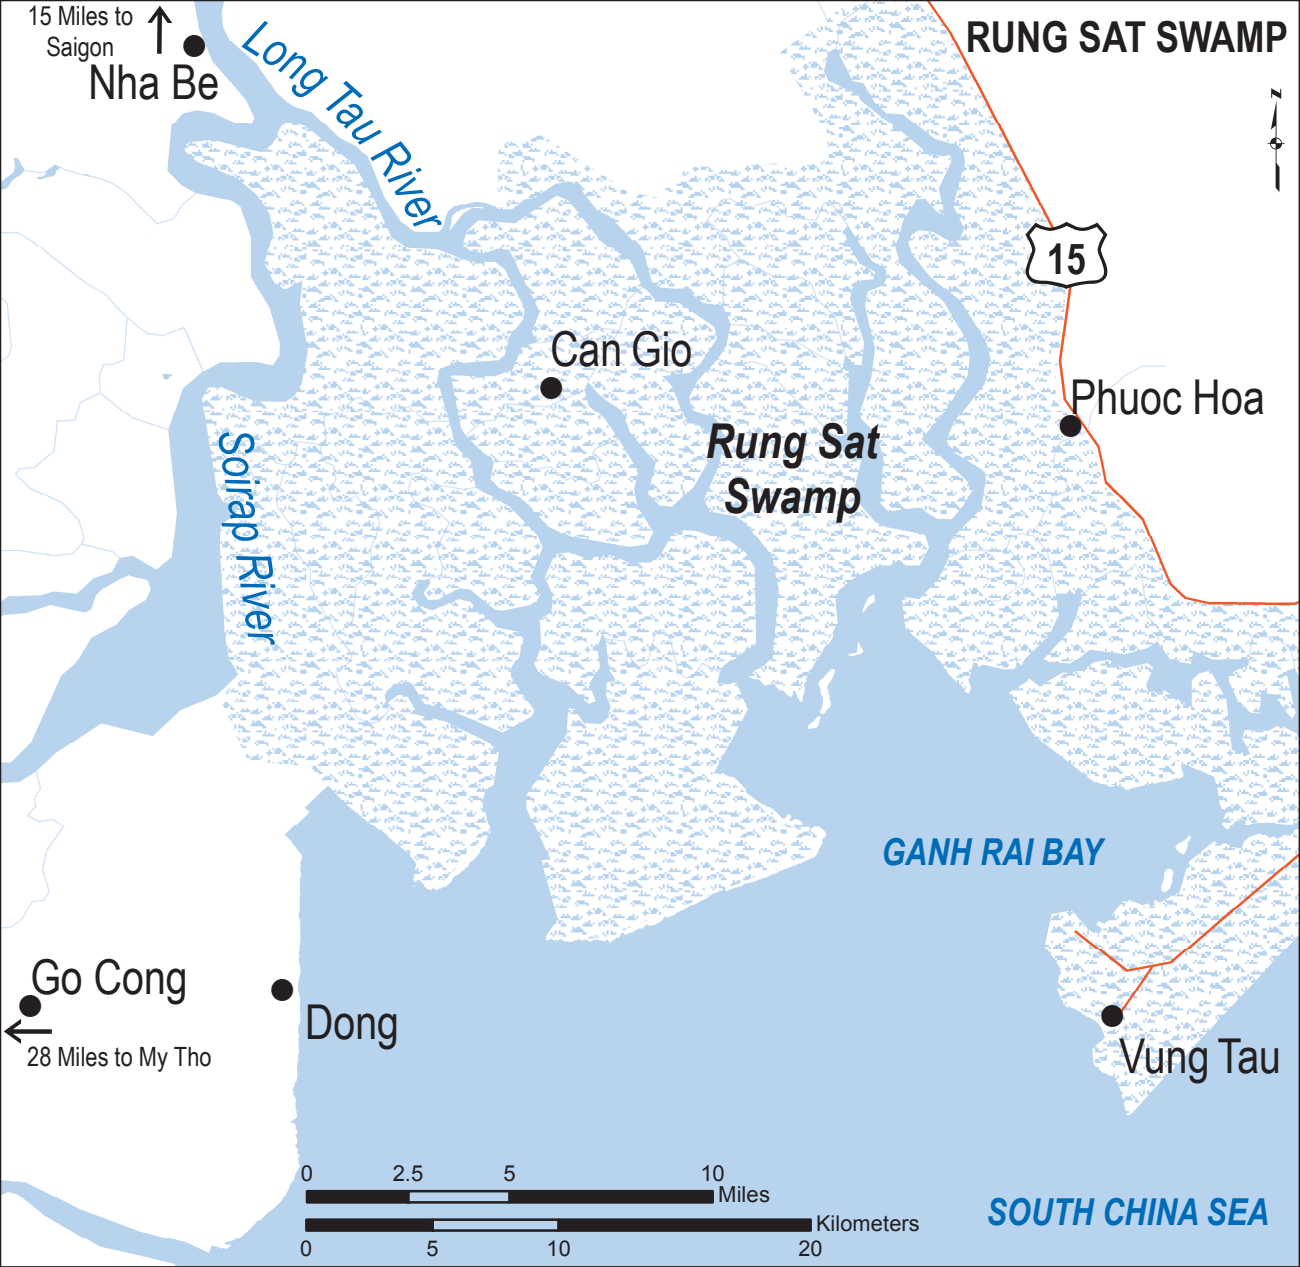 15 Miles to
Saigon
Nha Be
Long Tau River
RUNG SAT SWAMP
N
15
Can Gio
Phuoc Hoa
Rung Sat
Swamp
Soirap River
GANH RAI BAY
Go Cong
Dong
28 Miles to My Tho
Vung Tau
0 2.5 5 10
Miles
Kilometers
0 5 10 20
SOUTH CHINA SEA